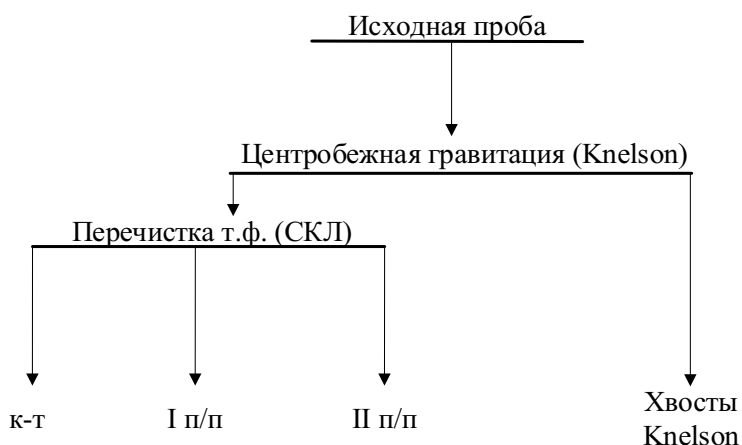 Исходная проба
Центробежная гравитация (Knelson)
Перечистка т.ф. (СКЛ)
к-т
I п/п
II п/п
Хвосты
Knelson